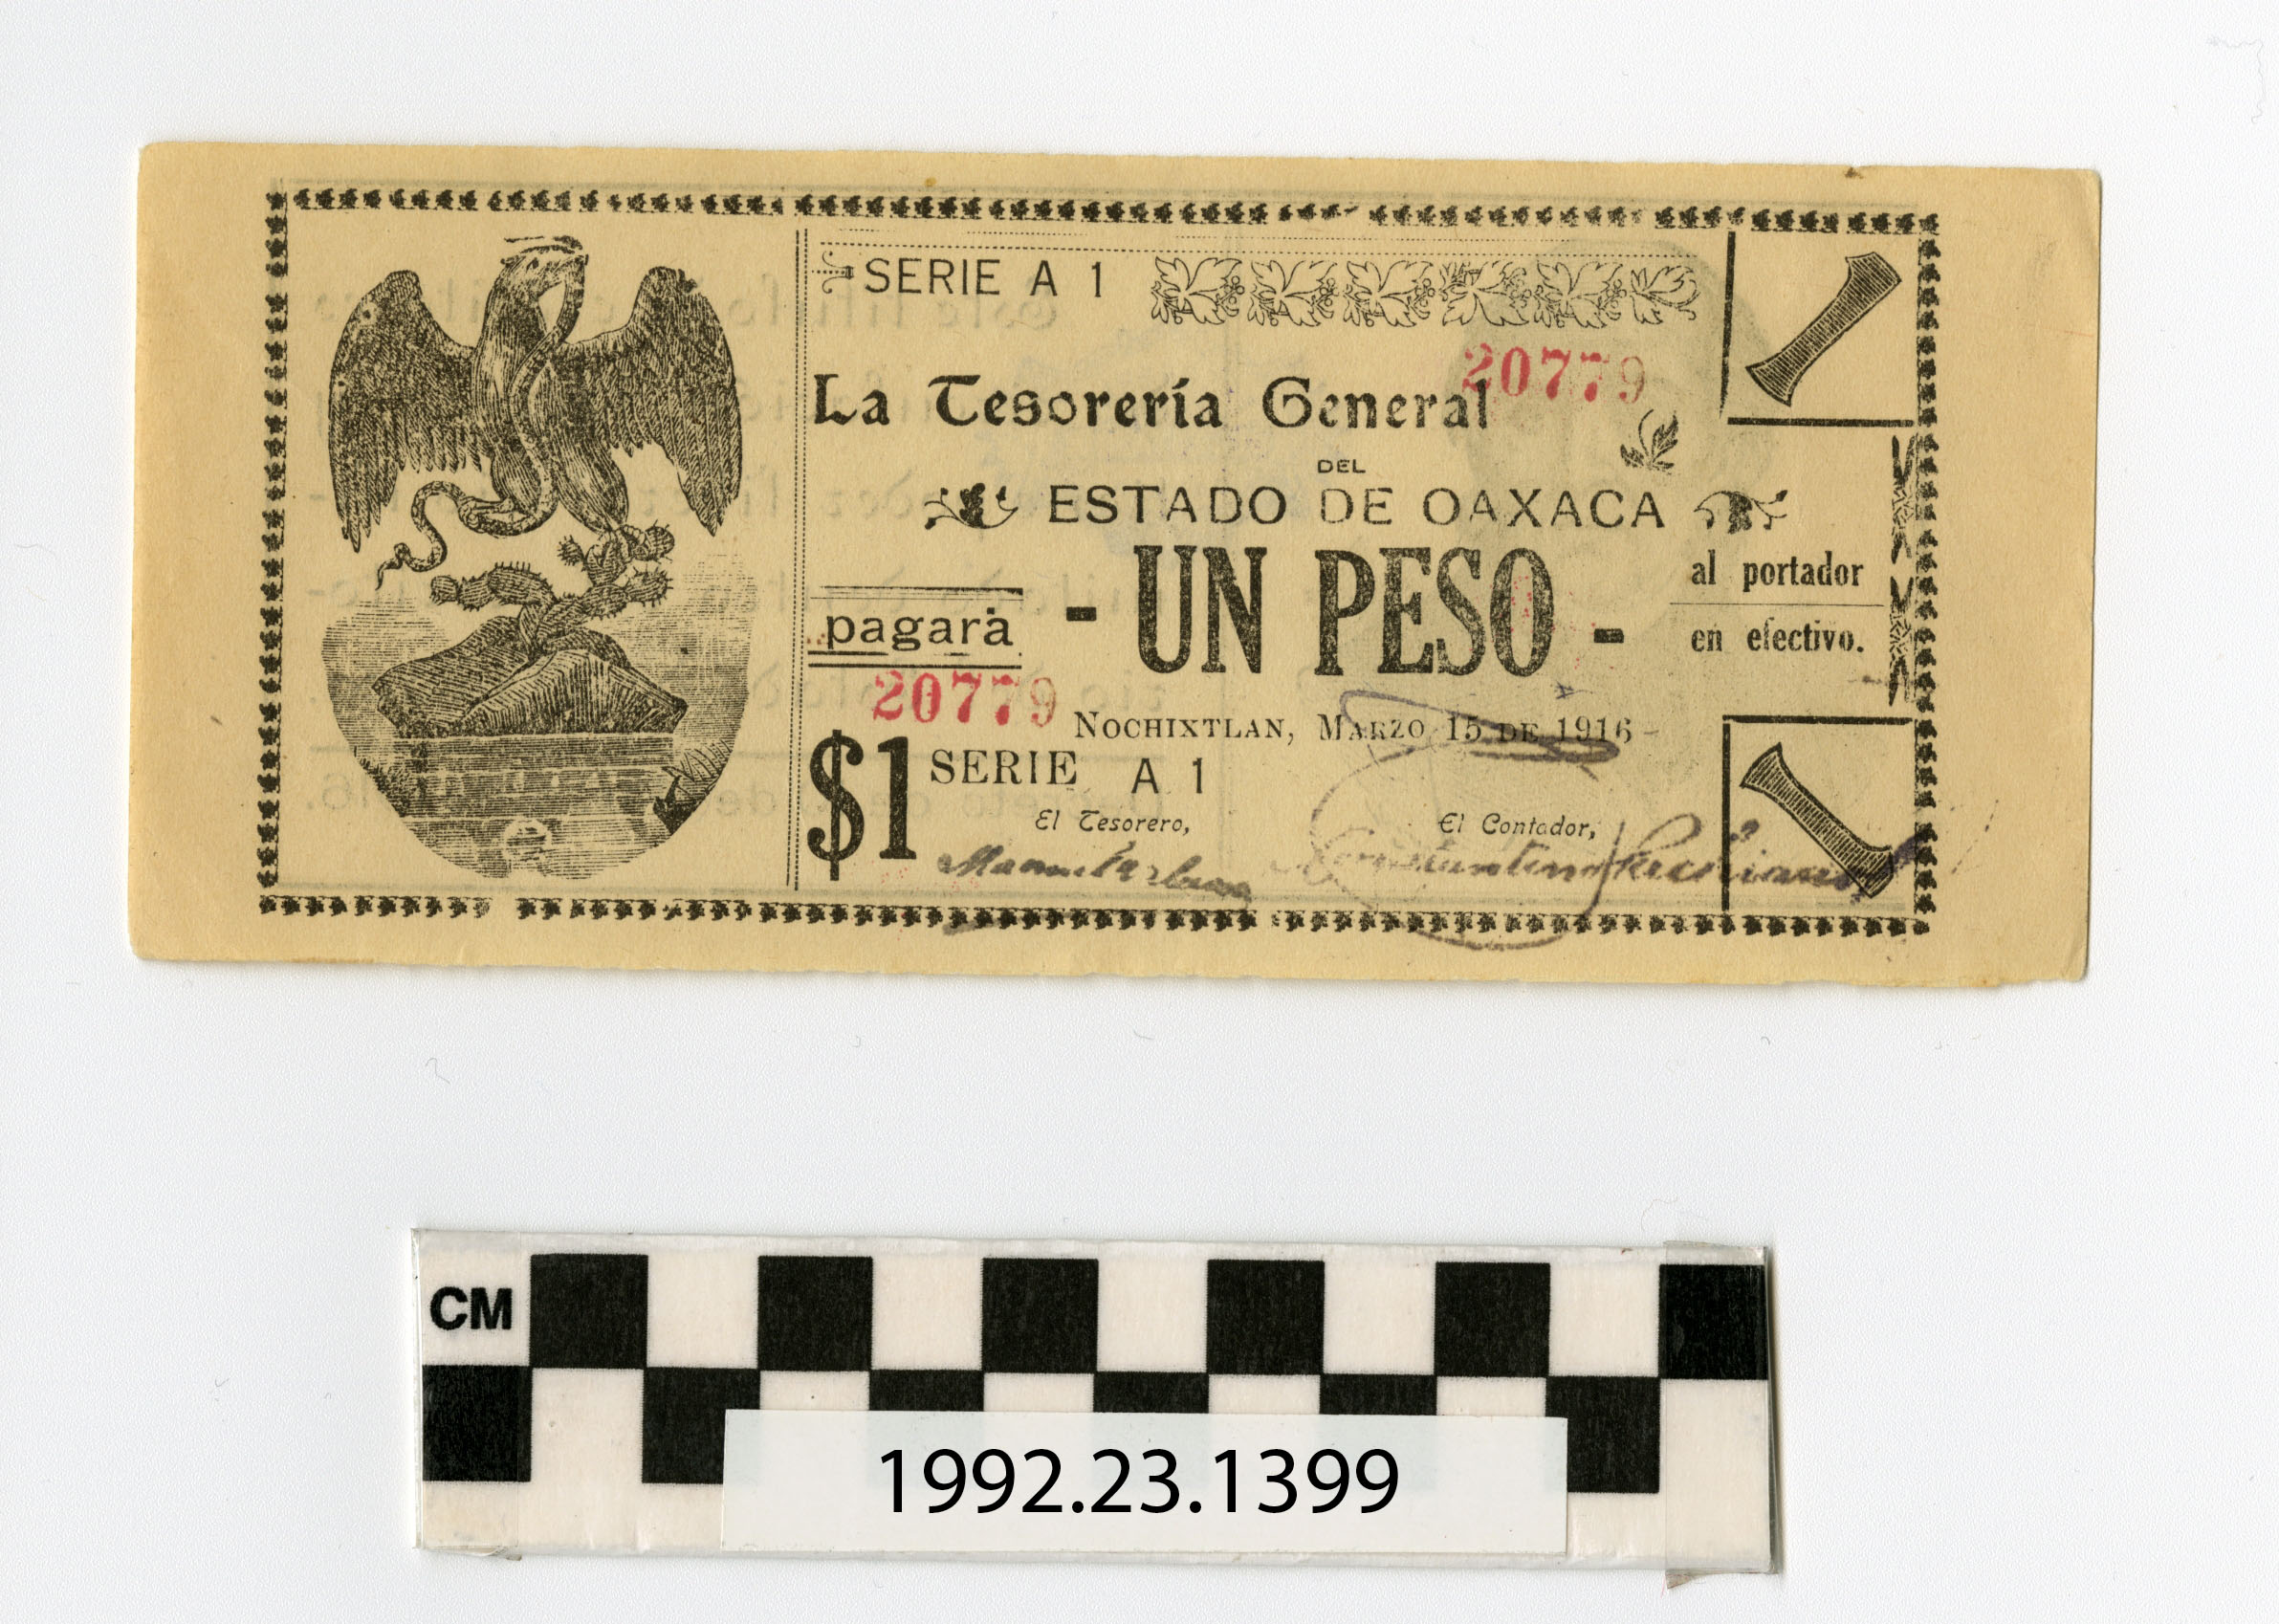 SERIE A 1
20779
La Tesorería General
DEL
ESTADO DE OAXACA
pagará - UN PESO - al portador
en efectivo.
20779
NOCHIXTLAN, MARZO 15 DE 1916
$1 SERIE A 1
El Tesorero, El Contador,
CM
1992.23.1399